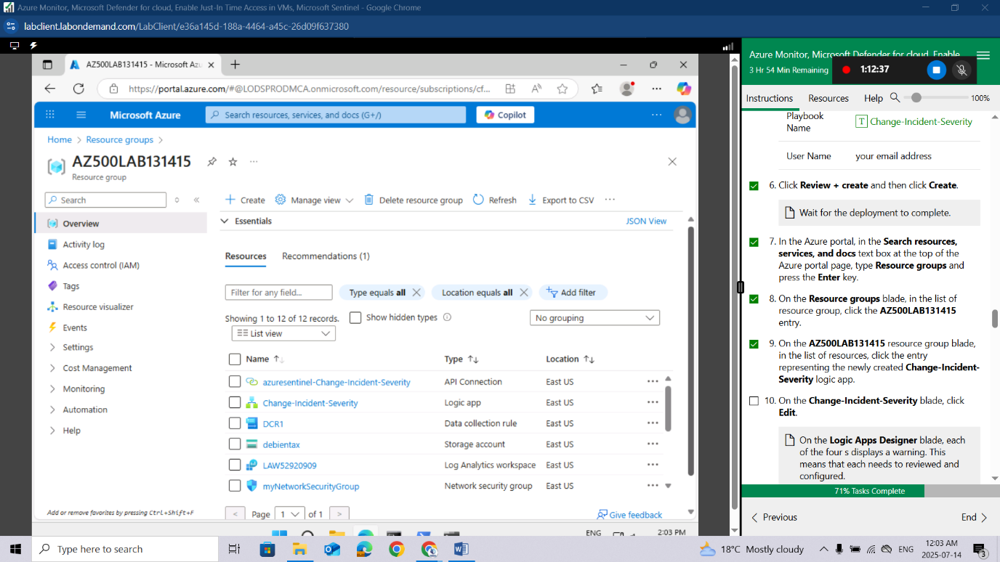 Azure Monitor, Microsoft Defender for cloud, Enable Just-In Time Access in VMs, Microsoft Sentinel - Google Chrome
labclient.labondemand.com/LabClient/e36a145d-188a-4464-a45c-26d09f637380
AZ500LAB131415 - Microsoft Azu
https://portal.azure.com/#@LODSPRODMCA.onmicrosoft.com/resource/subscriptions/cf...
Microsoft Azure
Search resources, services, and docs (G+/)
Copilot
Home > Resource groups >
AZ500LAB131415
Resource group
Search
Create
Manage view
Delete resource group
Refresh
Export to CSV
Overview
Activity log
Access control (IAM)
Tags
Resource visualizer
Events
Settings
Cost Management
Monitoring
Automation
Help
Add or remove favorites by pressing Ctrl+Shift+F
Essentials
JSON View
Resources
Recommendations (1)
Filter for any field...
Type equals all
Location equals all
Add filter
Showing 1 to 12 of 12 records.
Show hidden types
No grouping
List view
Name Type Location
azuresentinel-Change-Incident-Severity API Connection East US
Change-Incident-Severity Logic app East US
DCR1 Data collection rule East US
debientax Storage account East US
LAW52920909 Log Analytics workspace East US
myNetworkSecurityGroup Network security group East US
< Page 1 of 1 >
Give feedback
ENG
2:03 PM
Azure Monitor, Microsoft Defender for cloud, Enable
3 Hr 54 Min Remaining
1:12:37
Instructions Resources Help 100%
Playbook
Name
T Change-Incident-Severity
User Name your email address
6. Click Review + create and then click Create.
Wait for the deployment to complete.
7. In the Azure portal, in the Search resources,
services, and docs text box at the top of the
Azure portal page, type Resource groups and
press the Enter key.
8. On the Resource groups blade, in the list of
resource group, click the AZ500LAB131415
entry.
9. On the AZ500LAB131415 resource group blade,
in the list of resources, click the entry
representing the newly created Change-Incident-
Severity logic app.
10. On the Change-Incident-Severity blade, click
Edit.
On the Logic Apps Designer blade, each
of the four s displays a warning. This
means that each needs to reviewed and
configured.
71% Tasks Complete
< Previous
End >
Type here to search
18°C Mostly cloudy
ENG
12:03 AM
2025-07-14
3